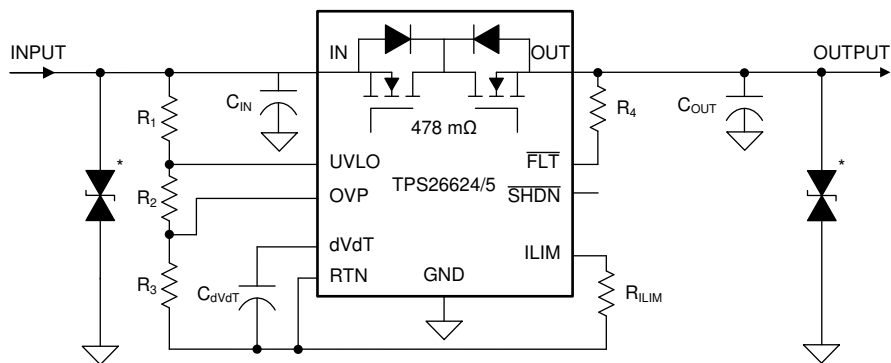 INPUT
IN
OUT
OUTPUT
R1
CIN
478 mΩ
R4
COUT
*
UVLO
FLT
*
R2
TPS26624/5
OVP
SHDN
dVdT
ILIM
R3
CdVdT
RTN
GND
RILIM